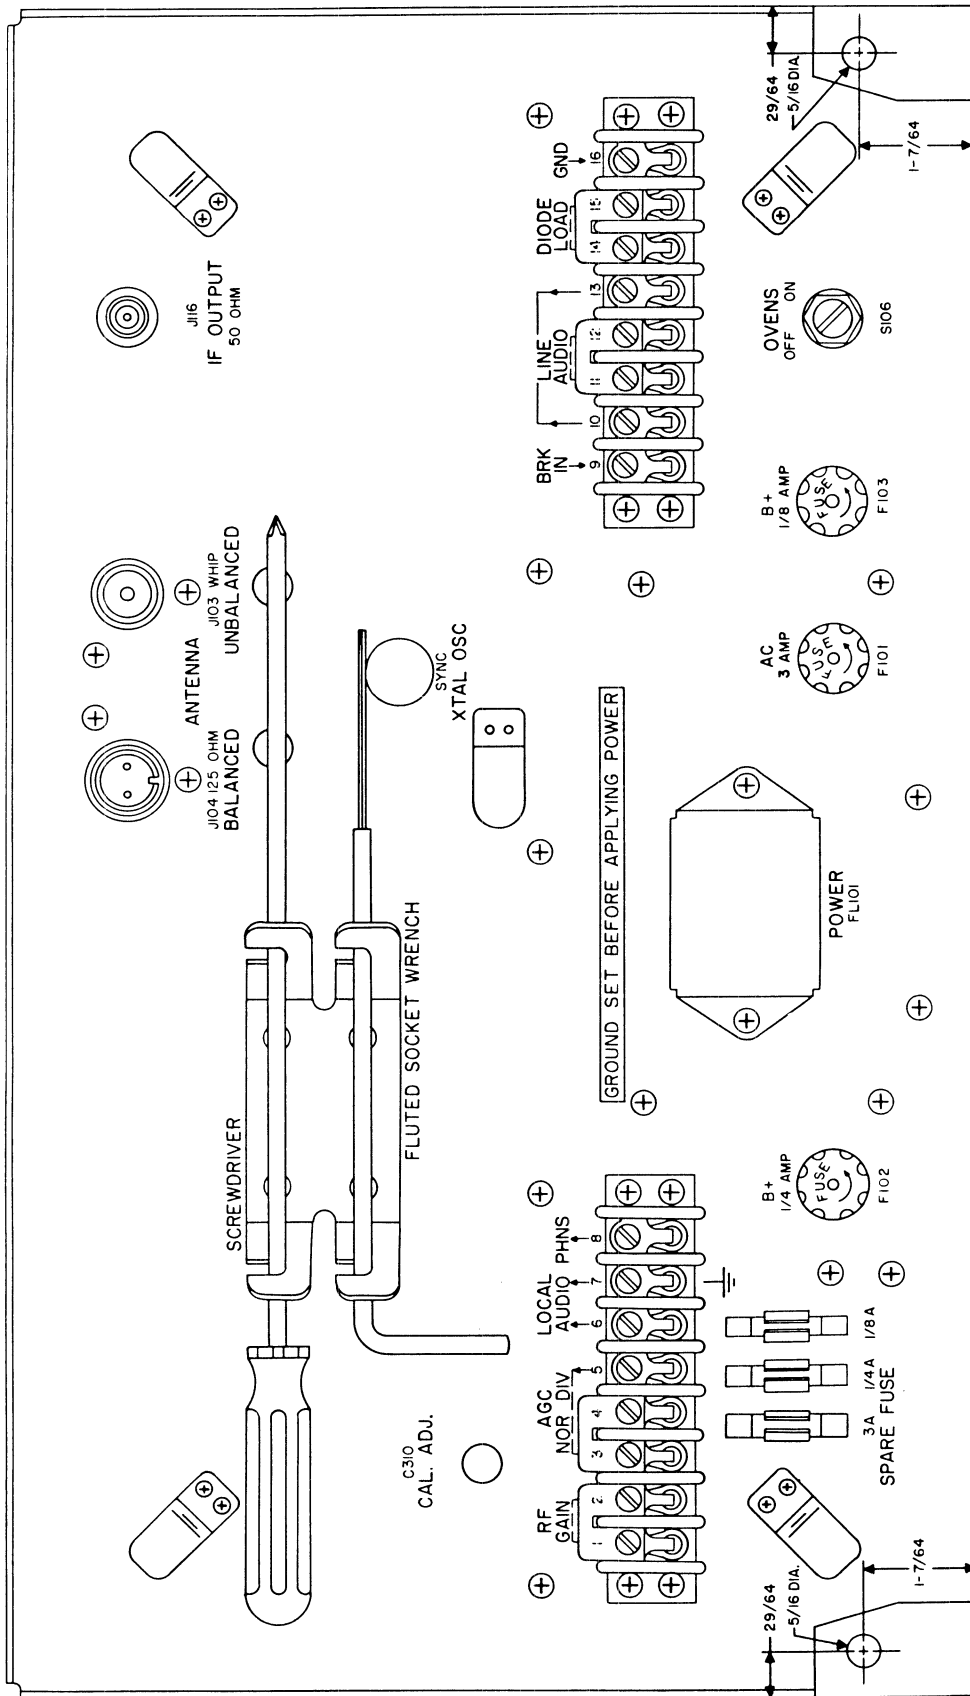 SCREWDRIVER
FLUTED SOCKET WRENCH
C310
CAL. ADJ.
J104 125 OHM
BALANCED
ANTENNA
J103 WHIP
UNBALANCED
J116
IF OUTPUT
50 OHM
SYNC
XTAL OSC
RF
GAIN
AGC
NOR DIV
LOCAL
AUDIO
PHNS
1 2 3 4 5 6 7 8
GROUND SET BEFORE APPLYING POWER
BRK
IN
LINE
AUDIO
DIODE
LOAD
GND
9 10 11 12 13 14 15 16
3A 1/4A 1/8A
SPARE FUSE
B+
1/4 AMP
FUSE
F102
POWER
FL101
AC
3 AMP
FUSE
F101
B+
1/8 AMP
FUSE
F103
OVENS
OFF ON
S106
29/64
5/16 DIA.
1-7/64
29/64
5/16 DIA.
1-7/64